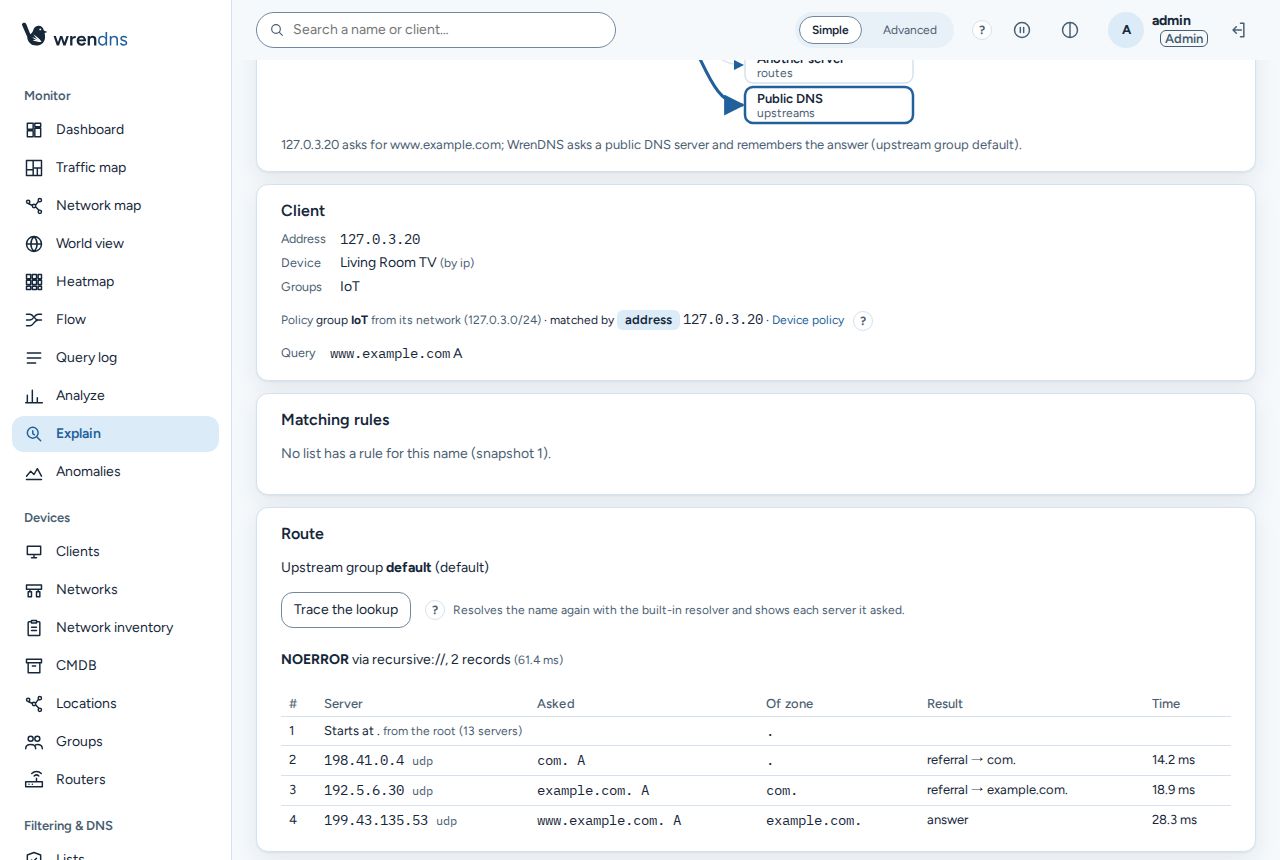 wrendns
Search a name or client...
Simple
Advanced
?
A
admin
Admin
Monitor
Dashboard
Traffic map
Network map
World view
Heatmap
Flow
Query log
Analyze
Explain
Anomalies
Devices
Clients
Networks
Network inventory
CMDB
Locations
Groups
Routers
Filtering & DNS
Lists
Another server
routes
Public DNS
upstreams
127.0.3.20 asks for www.example.com; WrenDNS asks a public DNS server and remembers the answer (upstream group default).
Client
Address 127.0.3.20
Device Living Room TV (by ip)
Groups IoT
Policy group IoT from its network (127.0.3.0/24) · matched by address 127.0.3.20 · Device policy ?
Query www.example.com A
Matching rules
No list has a rule for this name (snapshot 1).
Route
Upstream group default (default)
Trace the lookup ? Resolves the name again with the built-in resolver and shows each server it asked.
NOERROR via recursive://, 2 records (61.4 ms)
# Server Asked Of zone Result Time
1 Starts at . from the root (13 servers) .
2 198.41.0.4 udp com. A . referral → com. 14.2 ms
3 192.5.6.30 udp example.com. A com. referral → example.com. 18.9 ms
4 199.43.135.53 udp www.example.com. A example.com. answer 28.3 ms